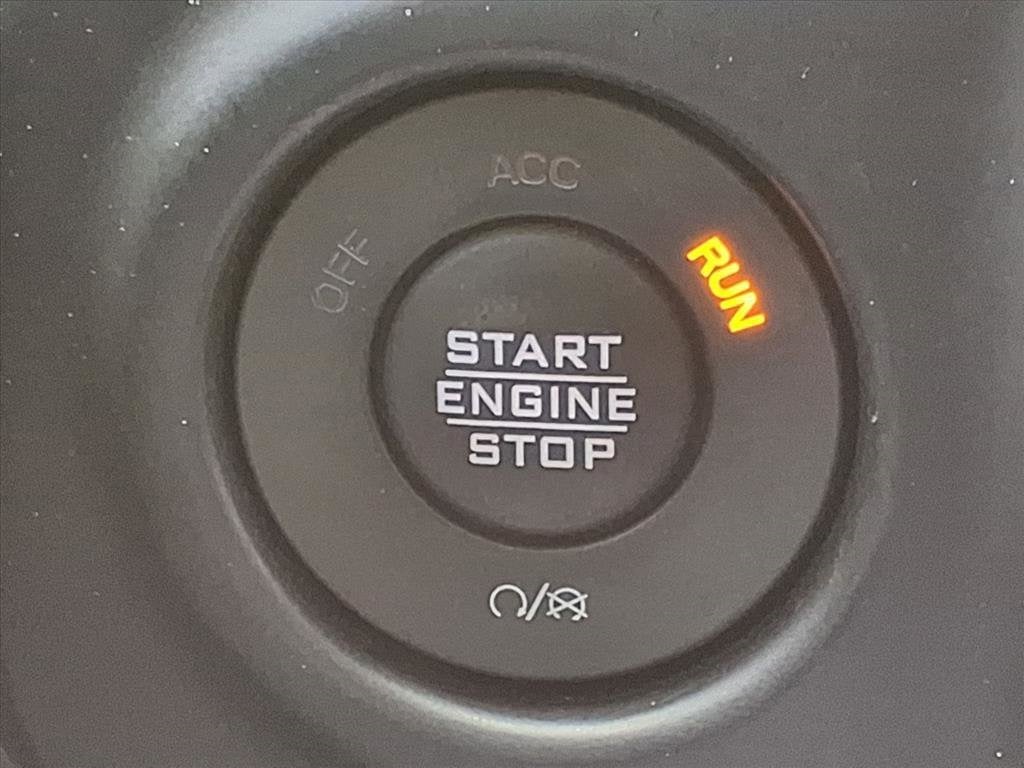 ACC
OFF
RUN
START
ENGINE
STOP